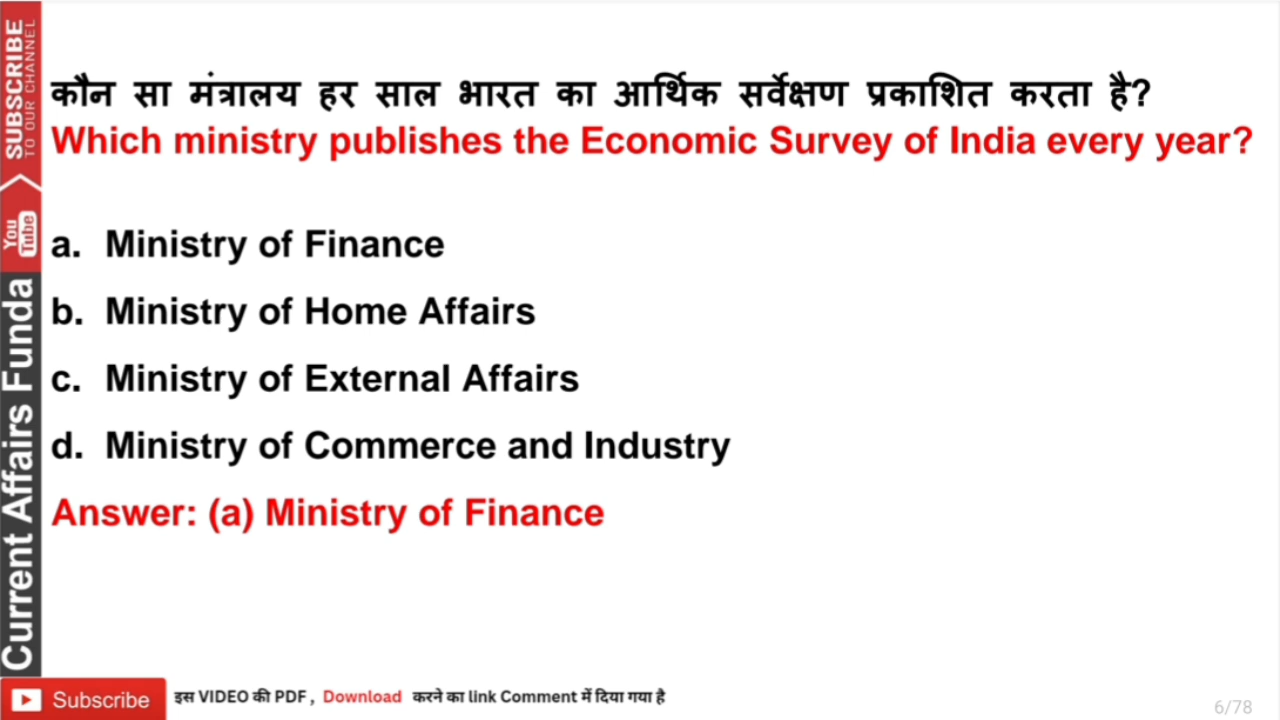 कौन सा मंत्रालय हर साल भारत का आर्थिक सर्वेक्षण प्रकाशित करता है?
Which ministry publishes the Economic Survey of India every year?
a. Ministry of Finance
b. Ministry of Home Affairs
c. Ministry of External Affairs
d. Ministry of Commerce and Industry
Answer: (a) Ministry of Finance
SUBSCRIBE
TO OUR CHANNEL
You
Tube
Current Affairs Funda
Subscribe
इस VIDEO की PDF , Download करने का link Comment में दिया गया है
6/78